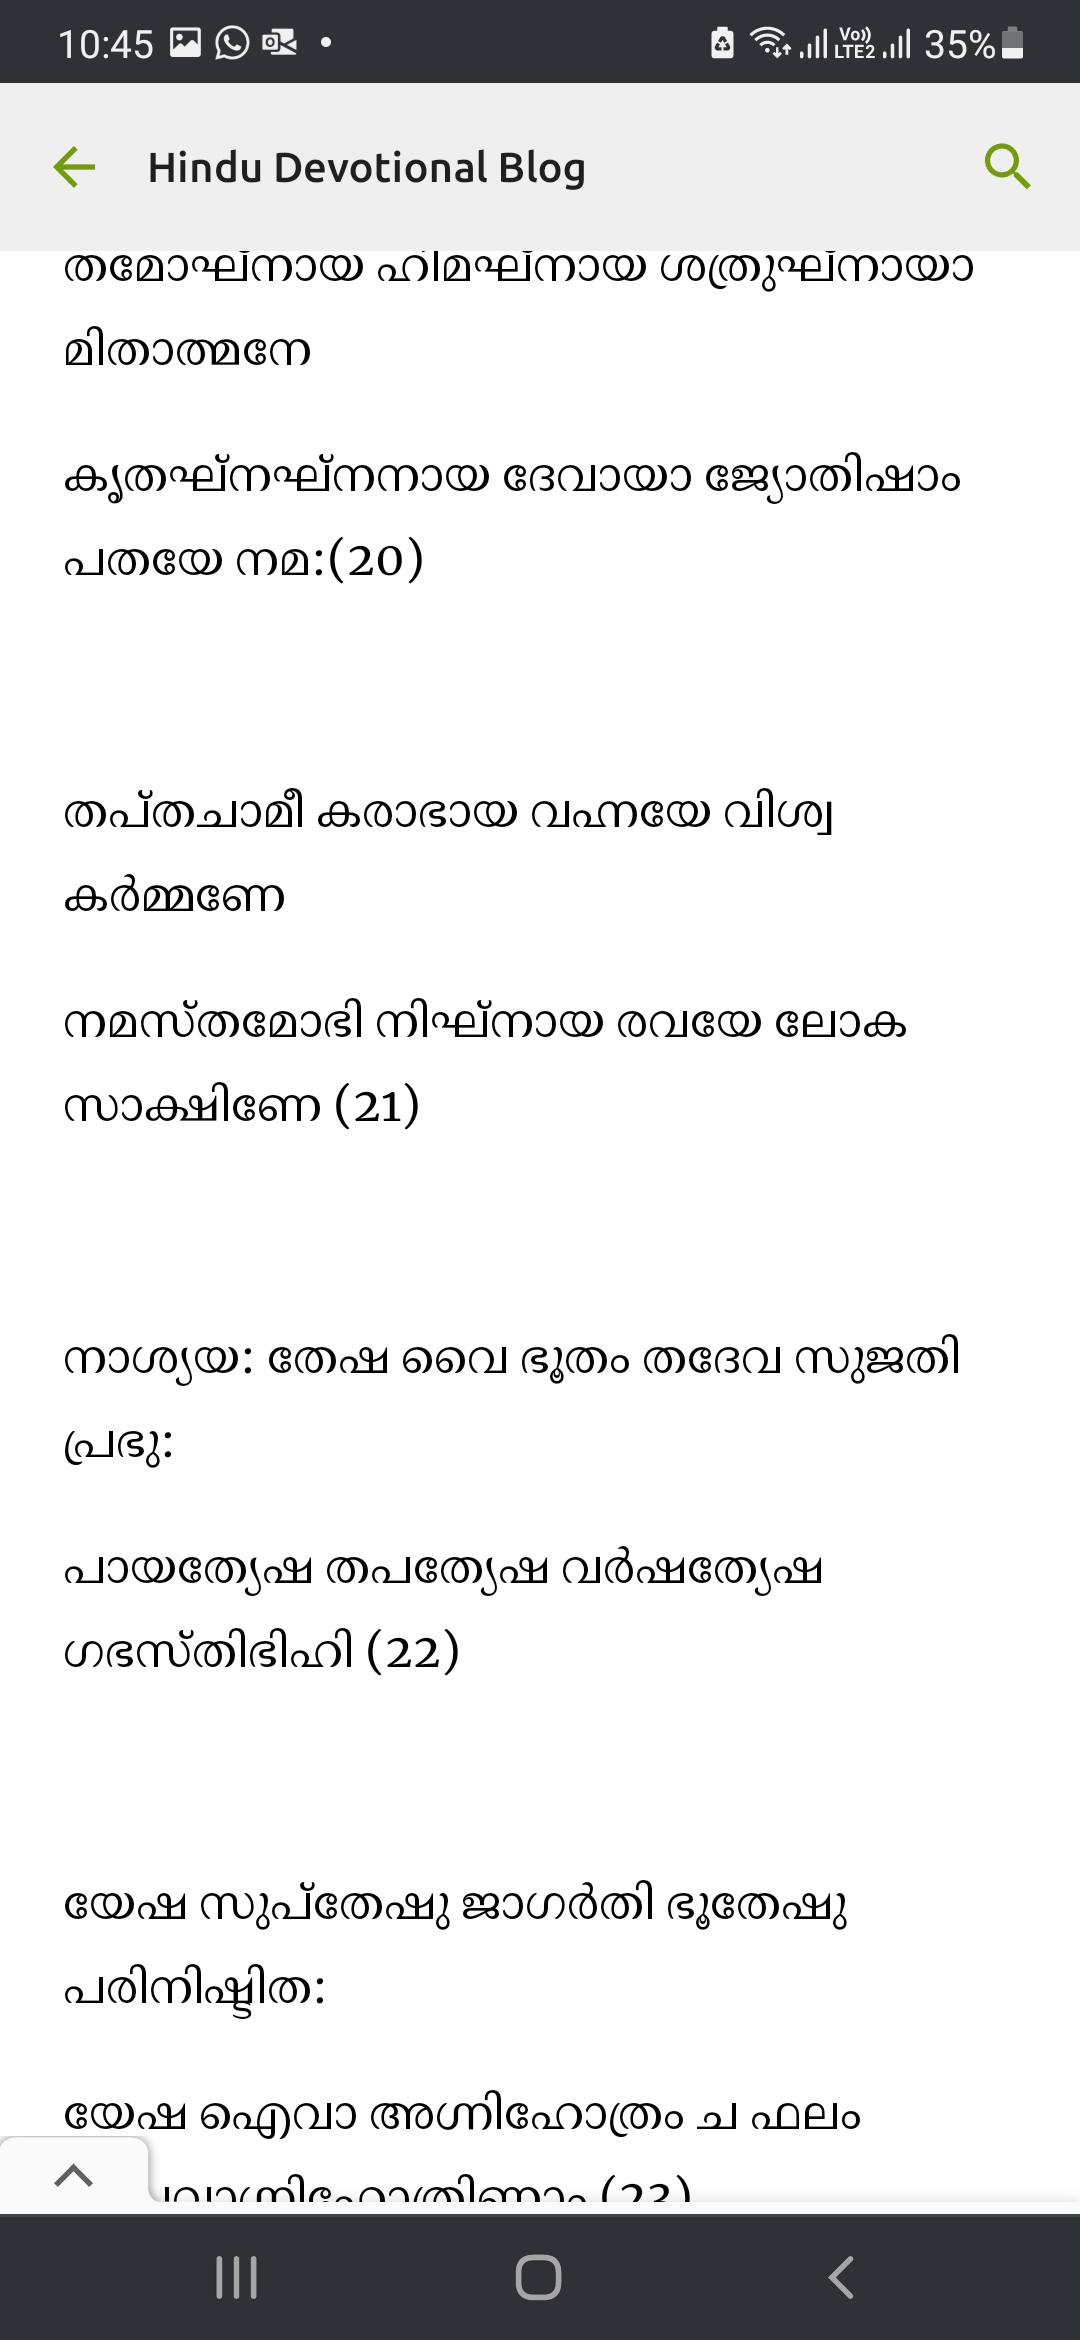 10:45
Vo)) LTE2 35%
Hindu Devotional Blog
തമോഘ്നായ ഹിമഘ്നായ ശത്രുഘ്നായാ
മിതാത്മനേ
കൃതഘ്നഘ്നനായ ദേവായാ ജ്യോതിഷാം
പതയേ നമ:(20)
തപ്തചാമീ കരാഭായ വഹ്നയേ വിശ്വ
കർമ്മണേ
നമസ്തമോഭി നിഘ്നായ രവയേ ലോക
സാക്ഷിണേ (21)
നാശ്യയ: തേഷ വൈ ഭൂതം തദേവ സുജതി
പ്രഭു:
പായത്യേഷ തപത്യേഷ വർഷത്യേഷ
ഗഭസ്തിഭിഹി (22)
യേഷ സുപ്തേഷു ജാഗർതി ഭൂതേഷു
പരിനിഷ്ടിത:
യേഷ ഐവാ അഗ്നിഹോത്രം ച ഫലം
(23)